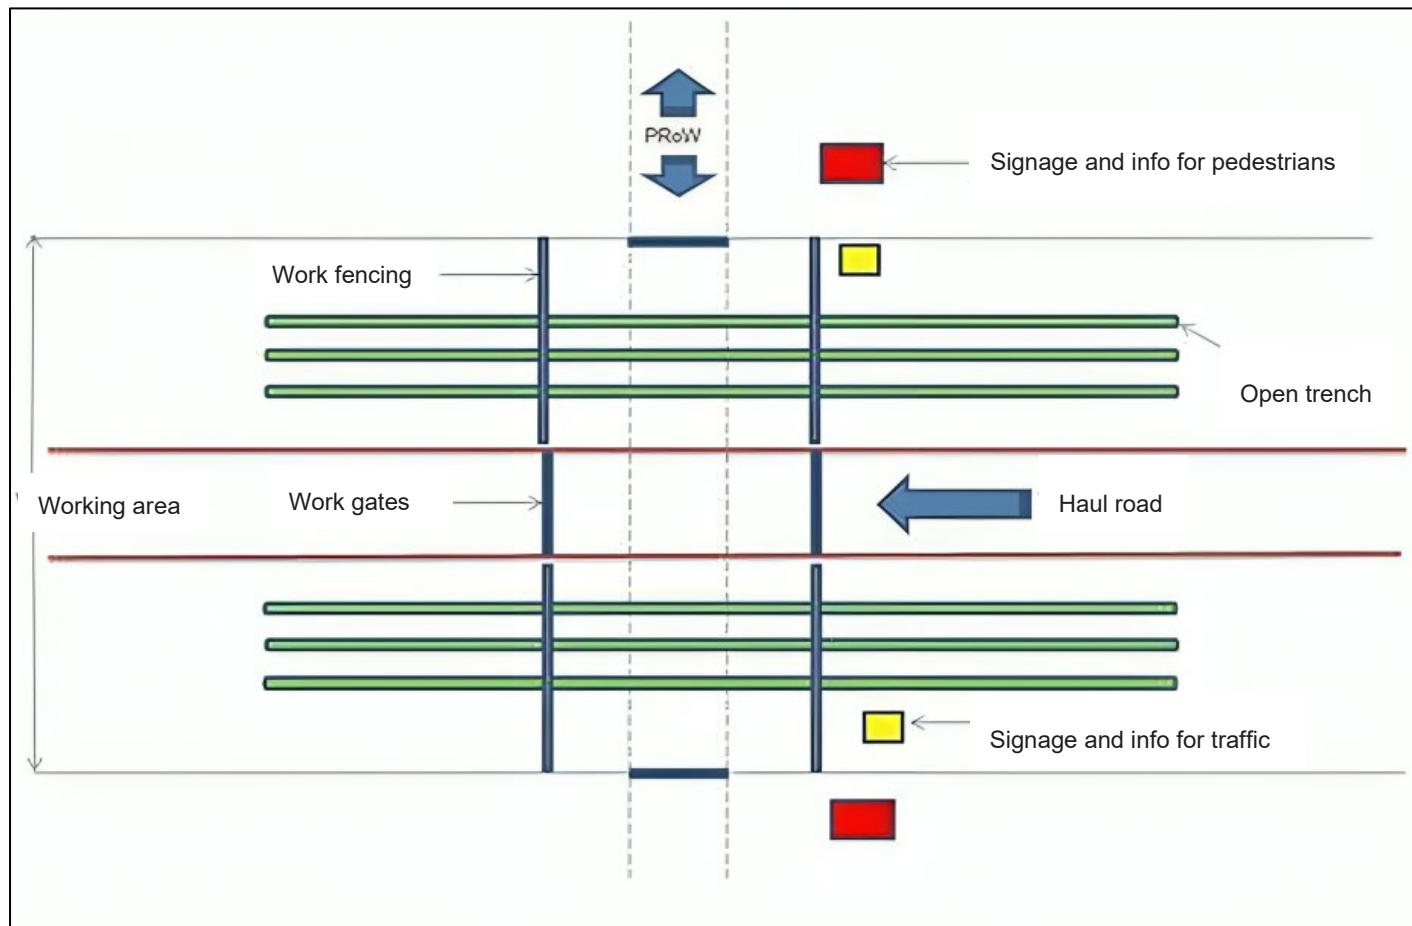 PRoW
Signage and info for pedestrians
Work fencing
Open trench
Working area
Work gates
Haul road
Signage and info for traffic